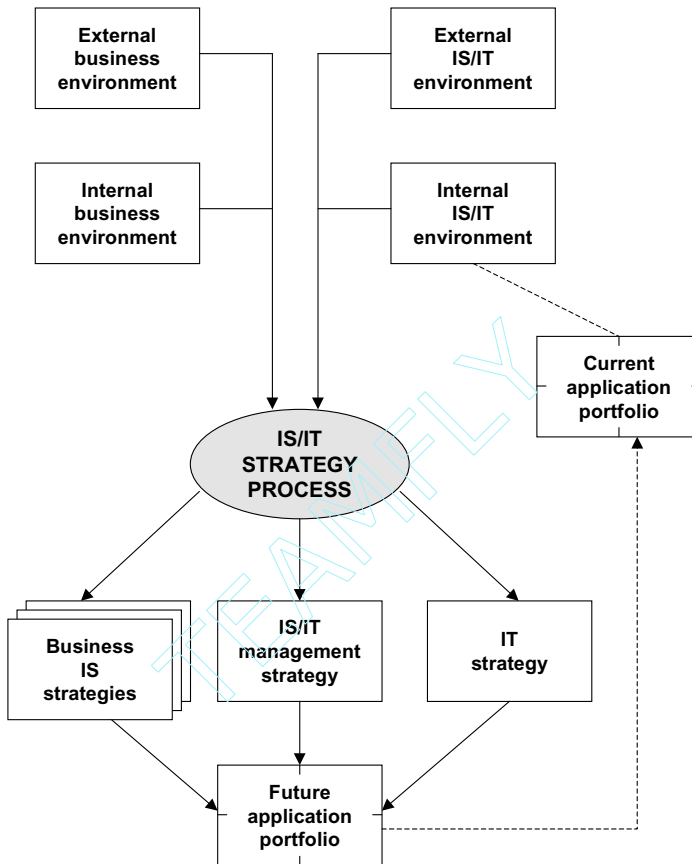 External
business
environment
External
IS/IT
environment
Internal
business
environment
Internal
IS/IT
environment
Current
application
portfolio
IS/IT
STRATEGY
PROCESS
Business
IS
strategies
IS/IT
management
strategy
IT
strategy
Future
application
portfolio
TEAMFLY